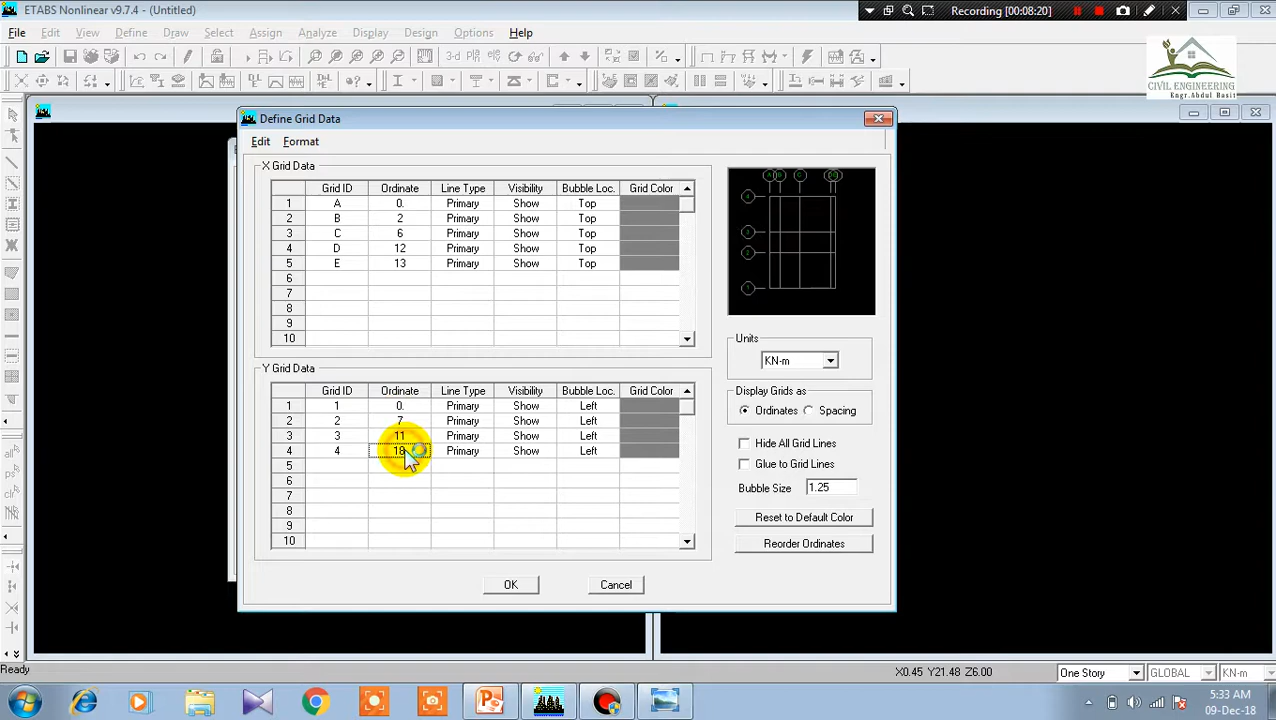 ETABS Nonlinear v9.7.4 - (Untitled)
Recording [00:08:20]
File Edit View Define Draw Select Assign Analyze Display Design Options Help
3-d
CIVIL ENGINEERING
Engr.Abdul Basit
Define Grid Data
Edit Format
X Grid Data
Grid ID Ordinate Line Type Visibility Bubble Loc. Grid Color
1 A 0. Primary Show Top
2 B 2 Primary Show Top
3 C 6 Primary Show Top
4 D 12 Primary Show Top
5 E 13 Primary Show Top
6
7
8
9
10
Y Grid Data
Grid ID Ordinate Line Type Visibility Bubble Loc. Grid Color
1 1 0. Primary Show Left
2 2 7 Primary Show Left
3 3 11 Primary Show Left
4 4 18 Primary Show Left
5
6
7
8
9
10
Units
KN-m
Display Grids as
Ordinates Spacing
Hide All Grid Lines
Glue to Grid Lines
Bubble Size 1.25
Reset to Default Color
Reorder Ordinates
OK Cancel
Ready
X0.45 Y21.48 Z6.00 One Story GLOBAL KN-m
5:33 AM
09-Dec-18